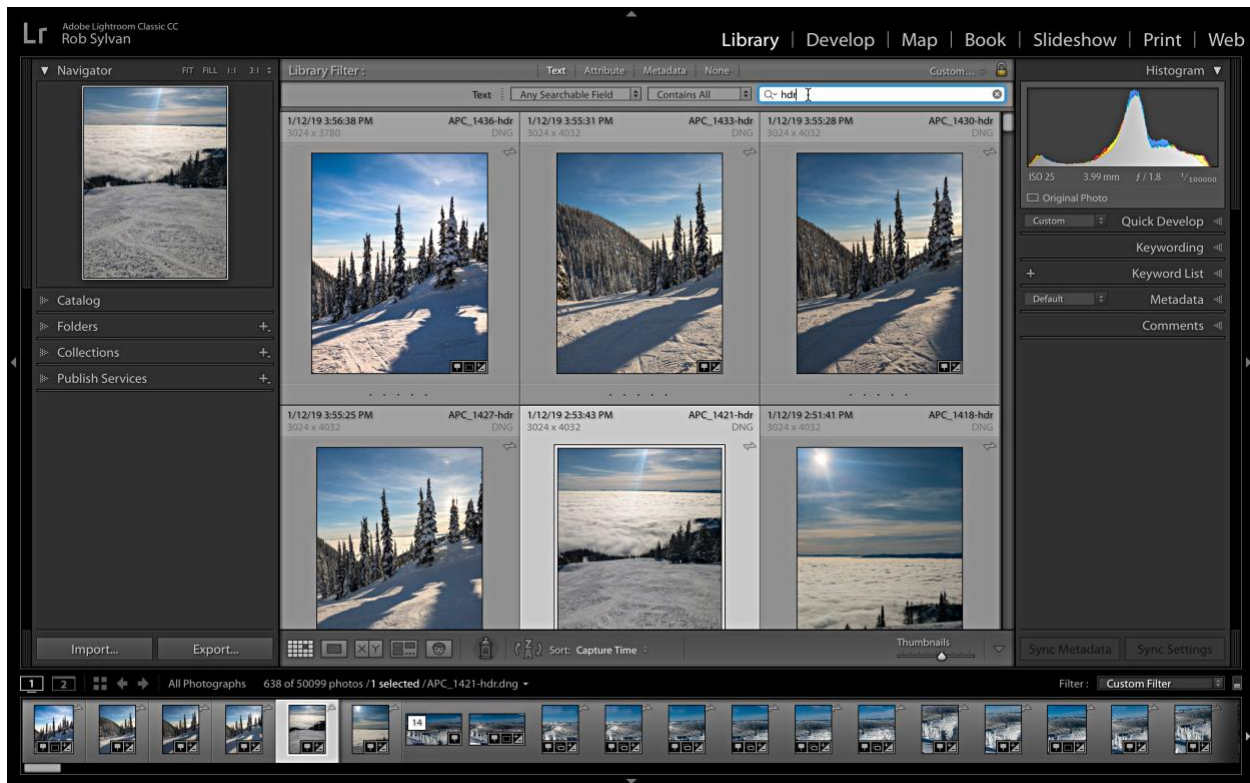 Lr
Adobe Lightroom Classic CC
Rob Sylvan
Library | Develop | Map | Book | Slideshow | Print | Web
Navigator FIT FILL 1:1 3:1
Library Filter : Text Attribute Metadata None Custom...
Histogram
Text Any Searchable Field Contains All hdr
1/12/19 3:56:38 PM APC_1436-hdr
3024 x 3780 DNG
1/12/19 3:55:31 PM APC_1433-hdr
3024 x 4032 DNG
1/12/19 3:55:28 PM APC_1430-hdr
3024 x 4032 DNG
ISO 25 3.99 mm ƒ / 1.8 1/100000
Original Photo
Custom Quick Develop
Keywording
+ Keyword List
Default Metadata
Comments
Catalog
Folders +
Collections +
Publish Services +
1/12/19 3:55:25 PM APC_1427-hdr
3024 x 4032 DNG
1/12/19 2:53:43 PM APC_1421-hdr
3024 x 4032 DNG
1/12/19 2:51:41 PM APC_1418-hdr
3024 x 4032 DNG
Import... Export...
XY Sort: Capture Time Thumbnails
Sync Metadata Sync Settings
1 2 All Photographs 638 of 50099 photos / 1 selected / APC_1421-hdr.dng Filter : Custom Filter
14